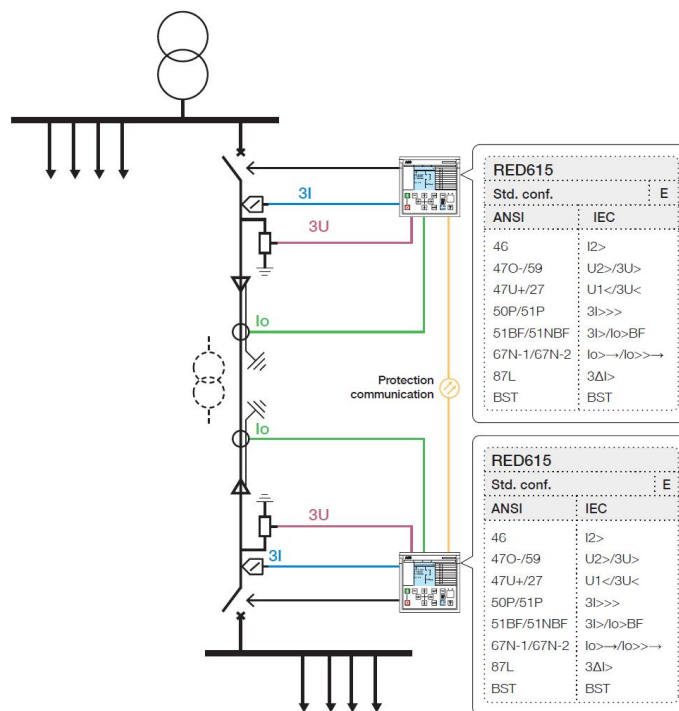 RED615
Std. conf. E
ANSI IEC
46 I2>
47O-/59 U2>/3U>
47U+/27 U1</3U<
50P/51P 3I>>>
51BF/51NBF 3I>/Io>BF
67N-1/67N-2 Io>→/Io>>→
87L 3ΔI>
BST BST
3I
3U
Io
Protection
communication
Io
3U
3I
RED615
Std. conf. E
ANSI IEC
46 I2>
47O-/59 U2>/3U>
47U+/27 U1</3U<
50P/51P 3I>>>
51BF/51NBF 3I>/Io>BF
67N-1/67N-2 Io>→/Io>>→
87L 3ΔI>
BST BST